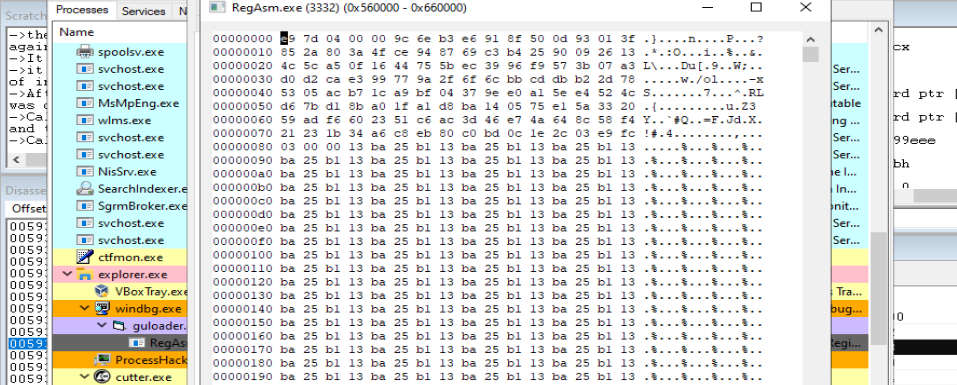 Scratch
->the
again
->It
->it
of in
->Aft
was c
->Cal
and t
->Cal
Disasse
Offset
Processes Services N
Name
spoolsv.exe
svchost.exe
svchost.exe
MsMpEng.exe
wlms.exe
svchost.exe
svchost.exe
NisSrv.exe
SearchIndexer.e
SgrmBroker.exe
svchost.exe
svchost.exe
ctfmon.exe
explorer.exe
VBoxTray.exe
windbg.exe
guloader.
RegAs
ProcessHack
cutter.exe
RegAsm.exe (3332) (0x560000 - 0x660000)
00000000 e9 7d 04 00 00 9c 6e b3 e6 91 8f 50 0d 93 01 3f .}....n....P...?
00000010 85 2a 80 3a 4f ce 94 87 69 c3 b4 25 90 09 26 13 .*.:O...i..%..&.
00000020 4c 5c a5 0f 16 44 75 5b ec 39 96 f9 57 3b 07 a3 L\...Du[.9..W;..
00000030 d0 d2 ca e3 99 77 9a 2f 6f 6c bb cd db b2 2d 78 .....w./ol....-x
00000040 53 05 ac b7 1c a9 bf 04 37 9e e0 a1 5e e4 52 4c S.......7...^.RL
00000050 d6 7b d1 8b a0 1f a1 d8 ba 14 05 75 e1 5a 33 20 .{.........u.Z3
00000060 59 ad f6 60 23 51 c6 ac 3d 46 e7 4a 64 8c 58 f4 Y..`#Q..=F.Jd.X.
00000070 21 23 1b 34 a6 c8 eb 80 c0 bd 0c 1e 2c 03 e9 fc !#.4........,...
00000080 03 00 00 13 ba 25 b1 13 ba 25 b1 13 ba 25 b1 13 .....%...%...%..
00000090 ba 25 b1 13 ba 25 b1 13 ba 25 b1 13 ba 25 b1 13 .%...%...%...%..
000000a0 ba 25 b1 13 ba 25 b1 13 ba 25 b1 13 ba 25 b1 13 .%...%...%...%..
000000b0 ba 25 b1 13 ba 25 b1 13 ba 25 b1 13 ba 25 b1 13 .%...%...%...%..
000000c0 ba 25 b1 13 ba 25 b1 13 ba 25 b1 13 ba 25 b1 13 .%...%...%...%..
000000d0 ba 25 b1 13 ba 25 b1 13 ba 25 b1 13 ba 25 b1 13 .%...%...%...%..
000000e0 ba 25 b1 13 ba 25 b1 13 ba 25 b1 13 ba 25 b1 13 .%...%...%...%..
000000f0 ba 25 b1 13 ba 25 b1 13 ba 25 b1 13 ba 25 b1 13 .%...%...%...%..
00000100 ba 25 b1 13 ba 25 b1 13 ba 25 b1 13 ba 25 b1 13 .%...%...%...%..
00000110 ba 25 b1 13 ba 25 b1 13 ba 25 b1 13 ba 25 b1 13 .%...%...%...%..
00000120 ba 25 b1 13 ba 25 b1 13 ba 25 b1 13 ba 25 b1 13 .%...%...%...%..
00000130 ba 25 b1 13 ba 25 b1 13 ba 25 b1 13 ba 25 b1 13 .%...%...%...%..
00000140 ba 25 b1 13 ba 25 b1 13 ba 25 b1 13 ba 25 b1 13 .%...%...%...%..
00000150 ba 25 b1 13 ba 25 b1 13 ba 25 b1 13 ba 25 b1 13 .%...%...%...%..
00000160 ba 25 b1 13 ba 25 b1 13 ba 25 b1 13 ba 25 b1 13 .%...%...%...%..
00000170 ba 25 b1 13 ba 25 b1 13 ba 25 b1 13 ba 25 b1 13 .%...%...%...%..
00000180 ba 25 b1 13 ba 25 b1 13 ba 25 b1 13 ba 25 b1 13 .%...%...%...%..
00000190 ba 25 b1 13 ba 25 b1 13 ba 25 b1 13 ba 25 b1 13 .%...%...%...%..
Ser...
Ser...
utable
ng ...
Ser...
Ser...
he I...
n In...
onit...
Ser...
Ser...
Tra...
bug...
Regi...
cx
rd ptr [
rd ptr [
99eee
bh